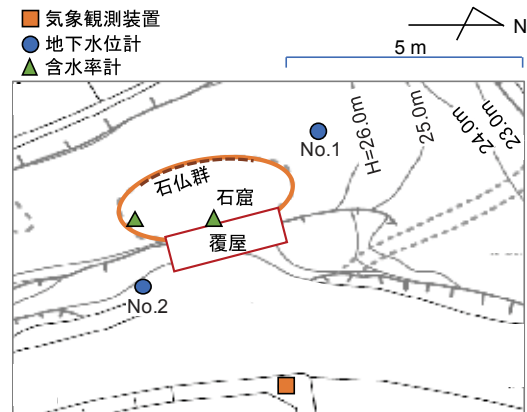 気象観測装置
地下水位計
含水率計
N
5 m
H=26.0m
25.0m
24.0m
23.0m
No.1
石仏群
石窟
覆屋
No.2